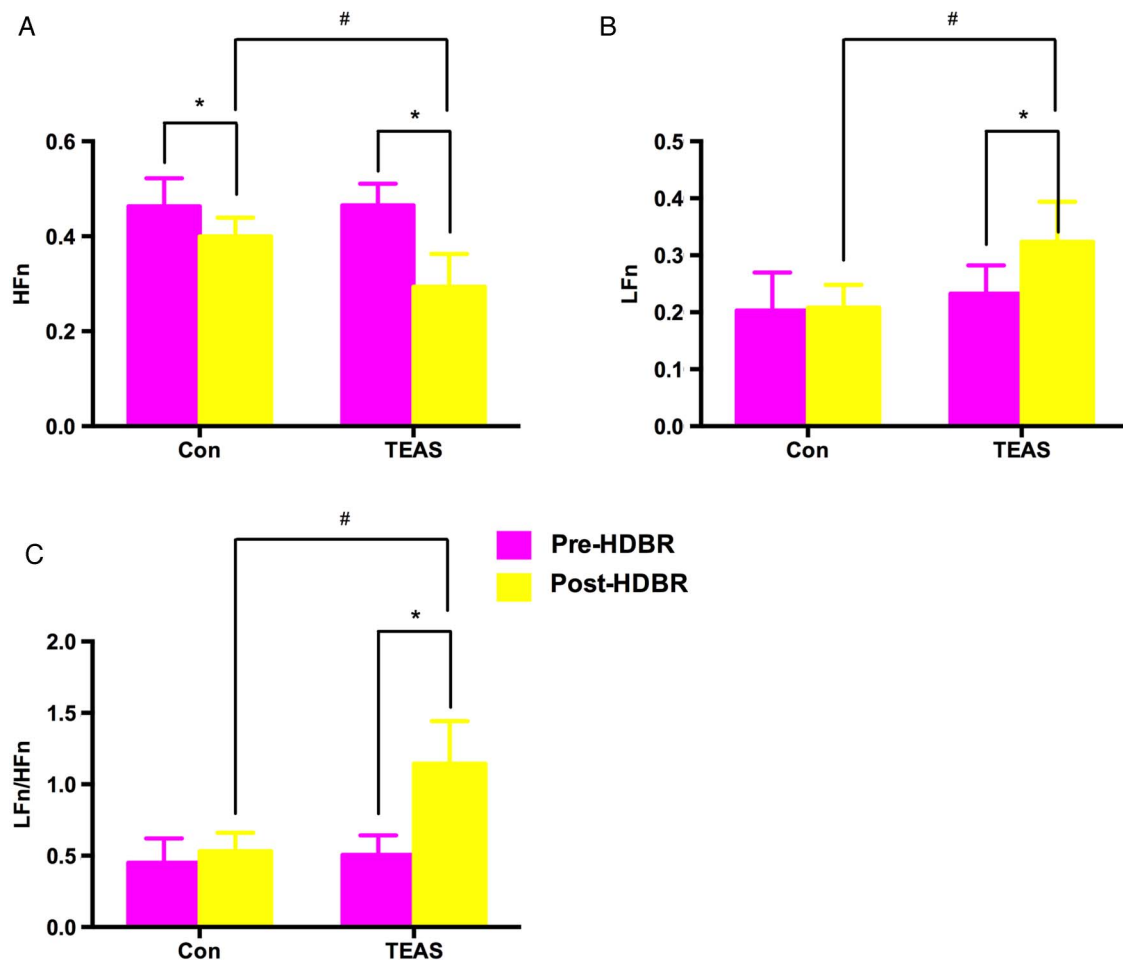 A
#
*
*
HFn
0.6
0.4
0.2
0.0
Con
TEAS
B
#
*
LFn
0.5
0.4
0.3
0.2
0.1
0.0
Con
TEAS
C
#
*
LFn/HFn
2.0
1.5
1.0
0.5
0.0
Con
TEAS
Pre-HDBR
Post-HDBR